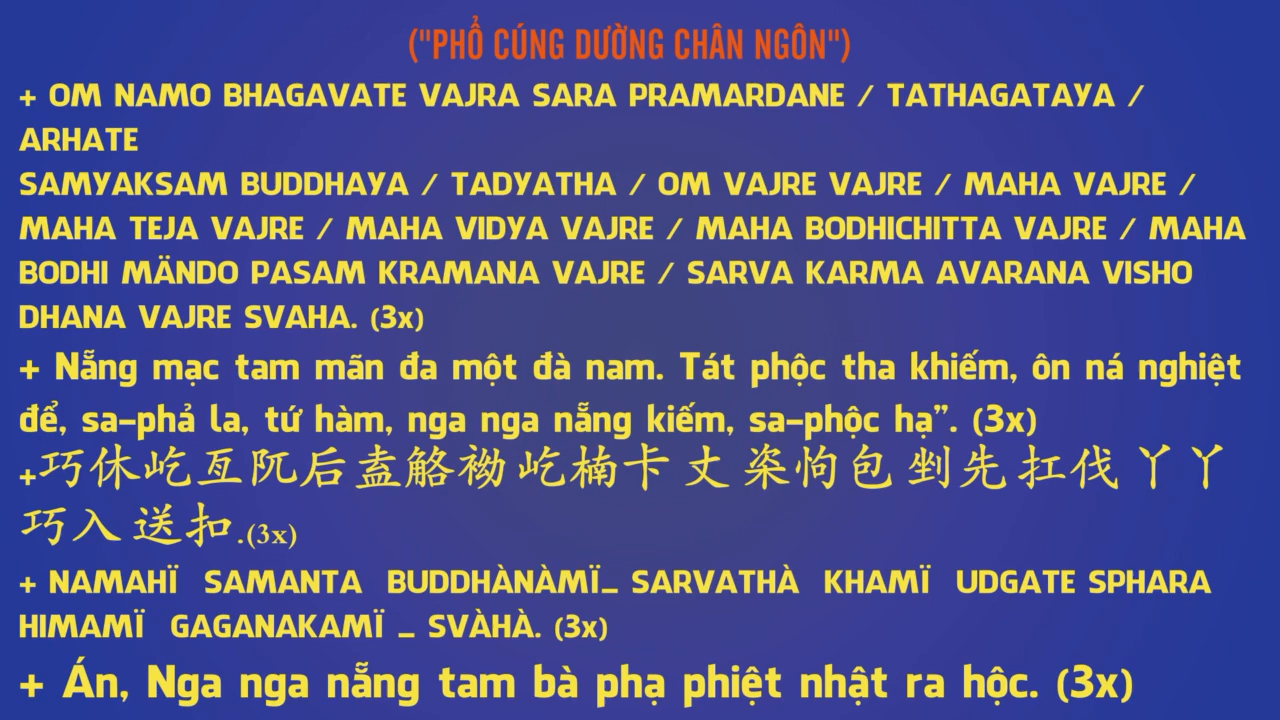 ("PHỔ CÚNG DƯỜNG CHÂN NGÔN")
+ OM NAMO BHAGAVATE VAJRA SARA PRAMARDANE / TATHAGATAYA /
ARHATE
SAMYAKSAM BUDDHAYA / TADYATHA / OM VAJRE VAJRE / MAHA VAJRE /
MAHA TEJA VAJRE / MAHA VIDYA VAJRE / MAHA BODHICHITTA VAJRE / MAHA
BODHI MÄNDO PASAM KRAMANA VAJRE / SARVA KARMA AVARANA VISHO
DHANA VAJRE SVAHA. (3x)
+ Nẵng mạc tam mãn đa một đà nam. Tát phộc tha khiếm, ôn ná nghiệt
để, sa-phả la, tứ hàm, nga nga nẵng kiếm, sa-phộc hạ”. (3x)
+巧休屹亙阢后盍觡袎屹楠卡丈桼怐包剉先扛伐丫丫
巧入送扣.(3x)
+ NAMAHÏ SAMANTA BUDDHÀNÀMÏ_ SARVATHÀ KHAMÏ UDGATE SPHARA
HIMAMÏ GAGANAKAMÏ _ SVÀHÀ. (3x)
+ Án, Nga nga nẵng tam bà phạ phiệt nhật ra hộc. (3x)